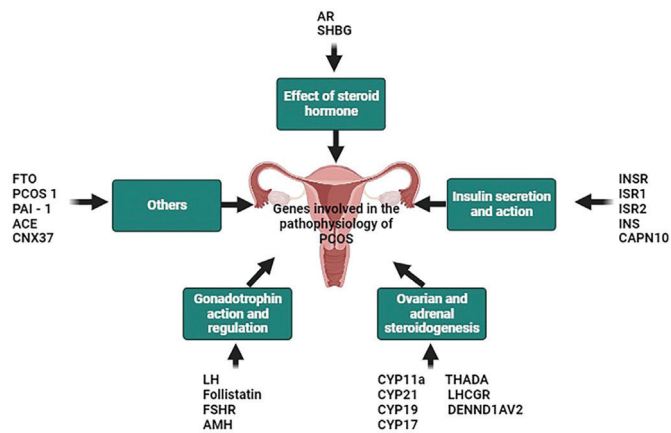 AR
SHBG
Effect of steroid
hormone
FTO
PCOS 1
PAI - 1
ACE
CNX37
Others
Genes involved in the
pathophysiology of
PCOS
Insulin secretion
and action
INSR
ISR1
ISR2
INS
CAPN10
Gonadotrophin
action and
regulation
Ovarian and
adrenal
steroidogenesis
LH
Follistatin
FSHR
AMH
CYP11a
CYP21
CYP19
CYP17
THADA
LHCGR
DENND1AV2